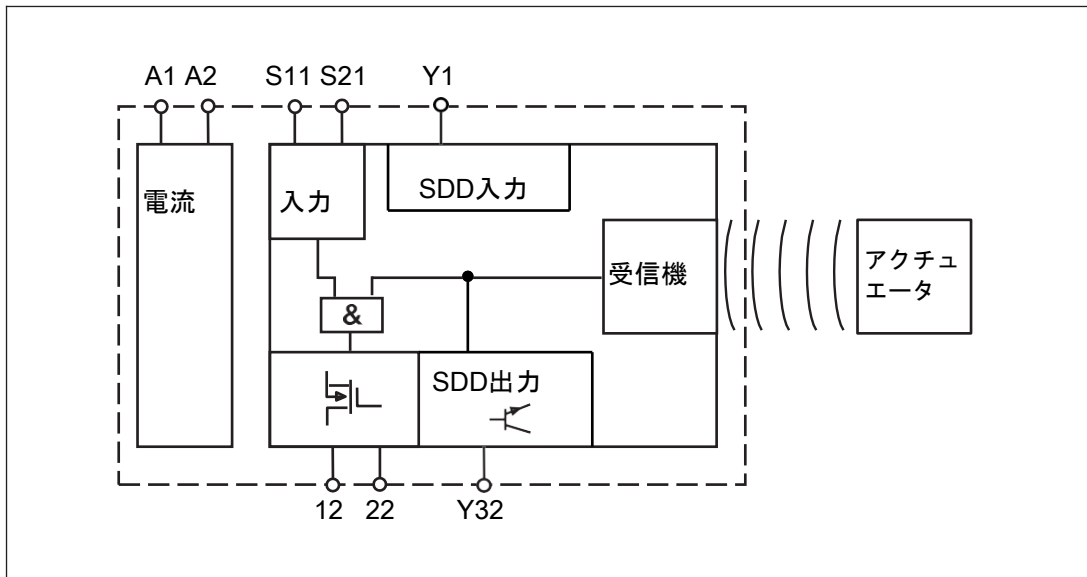 A1 A2 S11 S21 Y1
電流
入力
SDD入力
受信機
アクチュ
エータ
&
SDD出力
12 22 Y32